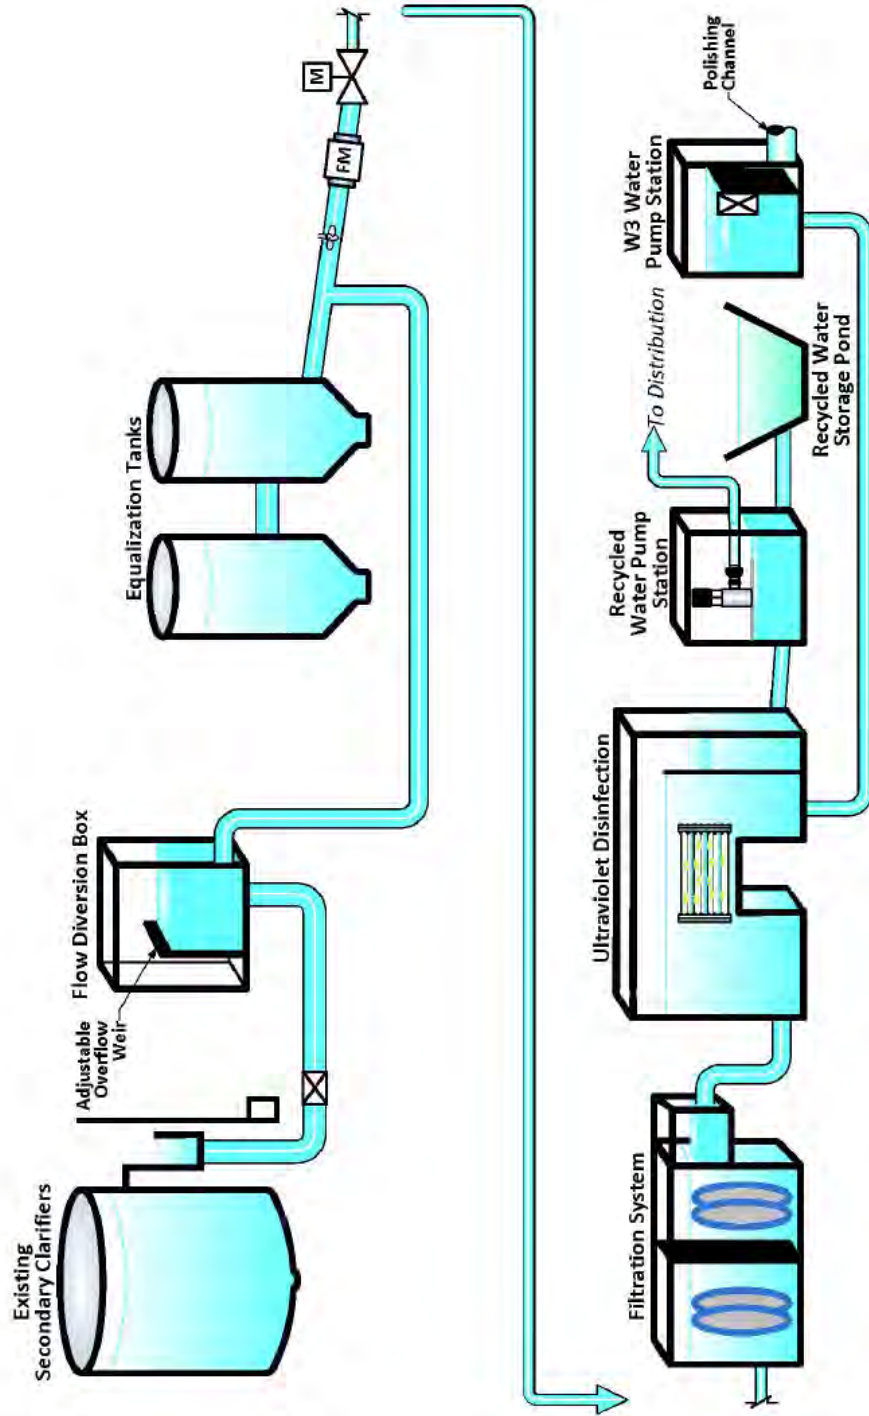 Existing
Secondary Clarifiers
Adjustable
Overflow
Weir
Flow Diversion Box
Equalization Tanks
FM
M
Filtration System
Ultraviolet Disinfection
Recycled
Water Pump
Station
To Distribution
Recycled Water
Storage Pond
W3 Water
Pump Station
Polishing
Channel